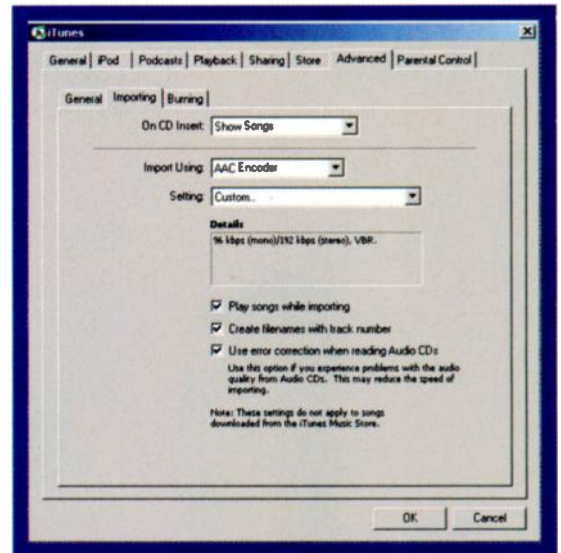 iTunes
General iPod Podcasts Playback Sharing Store Advanced Parental Control
General Importing Burning
On CD Insert: Show Songs
Import Using: AAC Encoder
Setting: Custom...
Details
96 kbps (mono)/192 kbps (stereo), VBR.
Play songs while importing
Create filenames with track number
Use error correction when reading Audio CDs
Use this option if you experience problems with the audio
quality from Audio CDs. This may reduce the speed of
importing.
Note: These settings do not apply to songs
downloaded from the iTunes Music Store.
OK Cancel